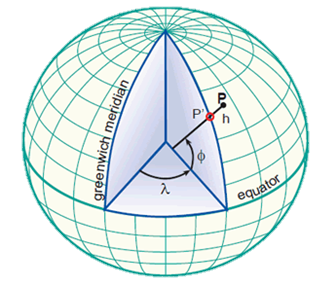 greenwich meridian
P
P'
h
ϕ
λ
equator